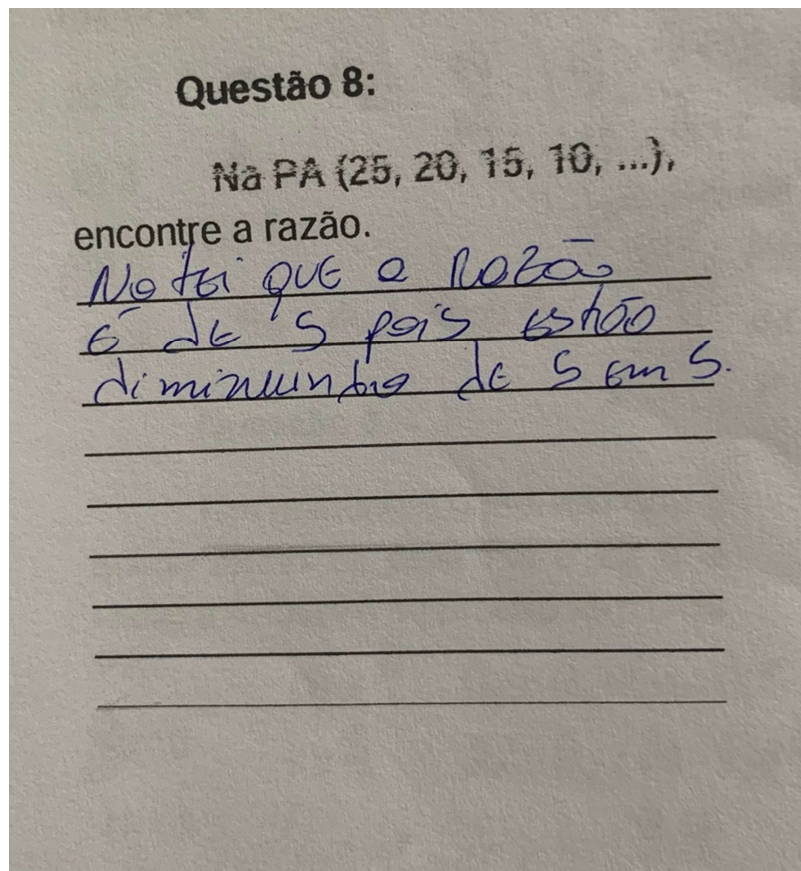 Questão 8:
Na PA (25, 20, 15, 10, ...),
encontre a razão.
Notei que a Razão
é de 5 pois estão
diminuindo de 5 em 5.